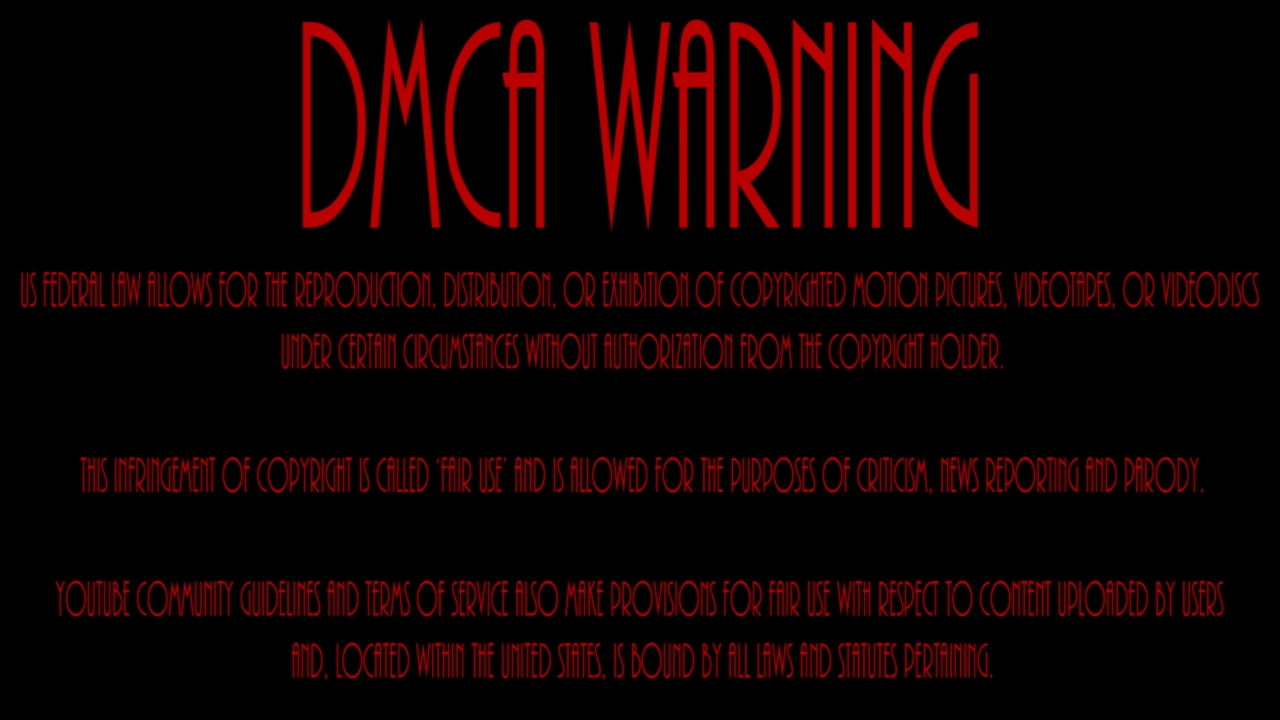 DMCA WARNING
US FEDERAL LAW ALLOWS FOR THE REPRODUCTION, DISTRIBUTION, OR EXHIBITION OF COPYRIGHTED MOTION PICTURES, VIDEOTAPES, OR VIDEODISCS
UNDER CERTAIN CIRCUMSTANCES WITHOUT AUTHORIZATION FROM THE COPYRIGHT HOLDER.
THIS INFRINGEMENT OF COPYRIGHT IS CALLED ‘FAIR USE’ AND IS ALLOWED FOR THE PURPOSES OF CRITICISM, NEWS REPORTING AND PARODY.
YOUTUBE COMMUNITY GUIDELINES AND TERMS OF SERVICE ALSO MAKE PROVISIONS FOR FAIR USE WITH RESPECT TO CONTENT UPLOADED BY USERS
AND, LOCATED WITHIN THE UNITED STATES, IS BOUND BY ALL LAWS AND STATUTES PERTAINING.